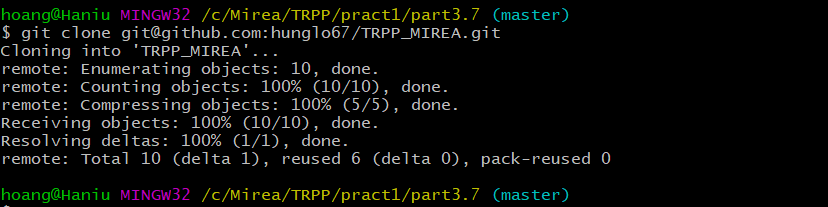 hoang@Haniu MINGW32 /c/Mirea/TRPP/pract1/part3.7 (master)
$ git clone git@github.com:hunglo67/TRPP_MIREA.git
Cloning into 'TRPP_MIREA'...
remote: Enumerating objects: 10, done.
remote: Counting objects: 100% (10/10), done.
remote: Compressing objects: 100% (5/5), done.
Receiving objects: 100% (10/10), done.
Resolving deltas: 100% (1/1), done.
remote: Total 10 (delta 1), reused 6 (delta 0), pack-reused 0
hoang@Haniu MINGW32 /c/Mirea/TRPP/pract1/part3.7 (master)